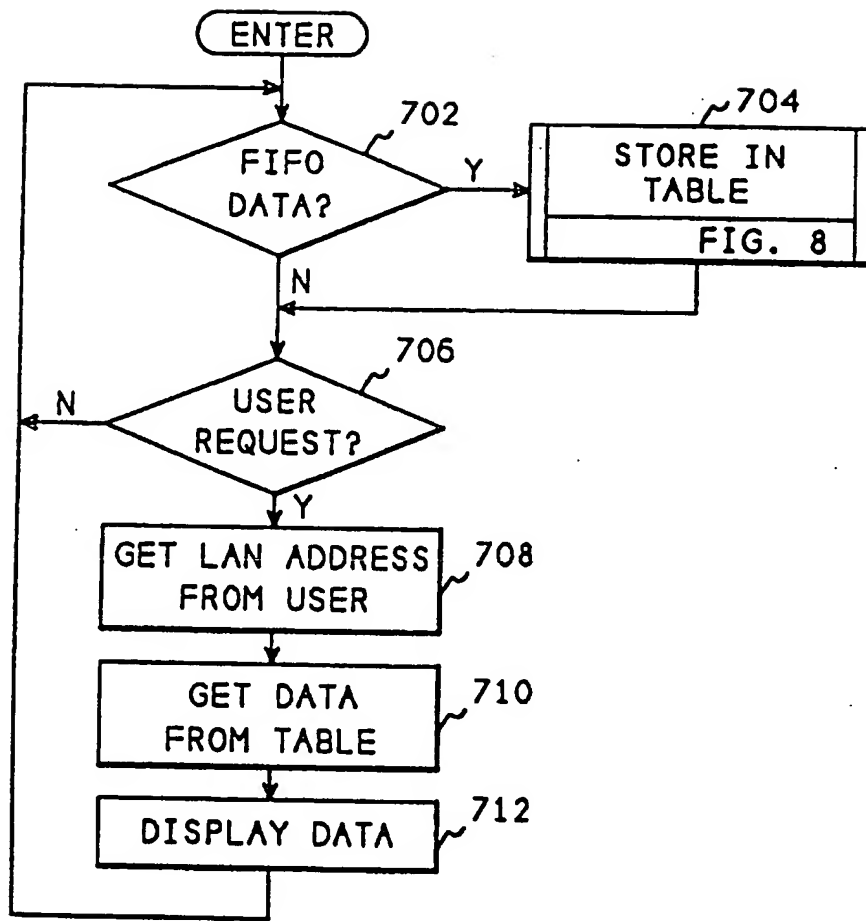 ENTER
702
FIFO
DATA?
Y
N
704
STORE IN
TABLE
FIG. 8
706
USER
REQUEST?
N
Y
GET LAN ADDRESS
FROM USER
708
GET DATA
FROM TABLE
710
DISPLAY DATA
712